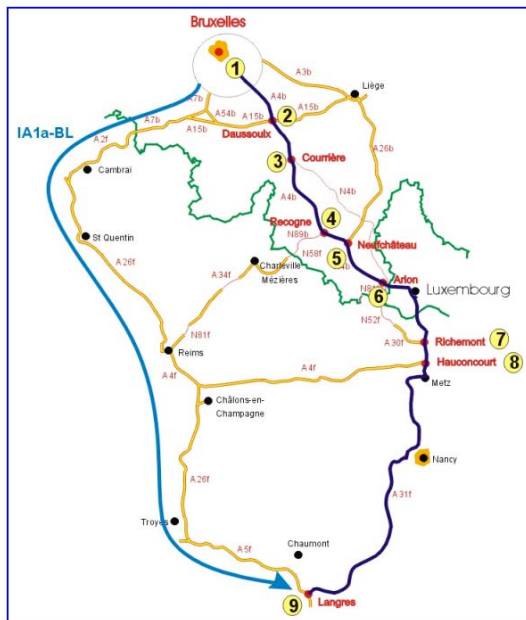 Bruxelles
1
A3b
A7b
A4b
Liège
IA1a-BL
A54b
2
A7b
A15b
A15b
A15b
Daussoulx
A2f
3
Courrière
A26b
Cambrai
N4b
A4b
Recogne
4
St Quentin
N89b
Neufchâteau
N58f
5
A26f
Charleville
Mézières
Arlon
A34f
6
Luxembourg
N52f
N81f
A30f
Richemont
7
Reims
Hauconcourt
8
A4f
A4f
Metz
Châlons-en-
Champagne
Nancy
A26f
A31f
Troyes
Chaumont
A5f
9
Langres